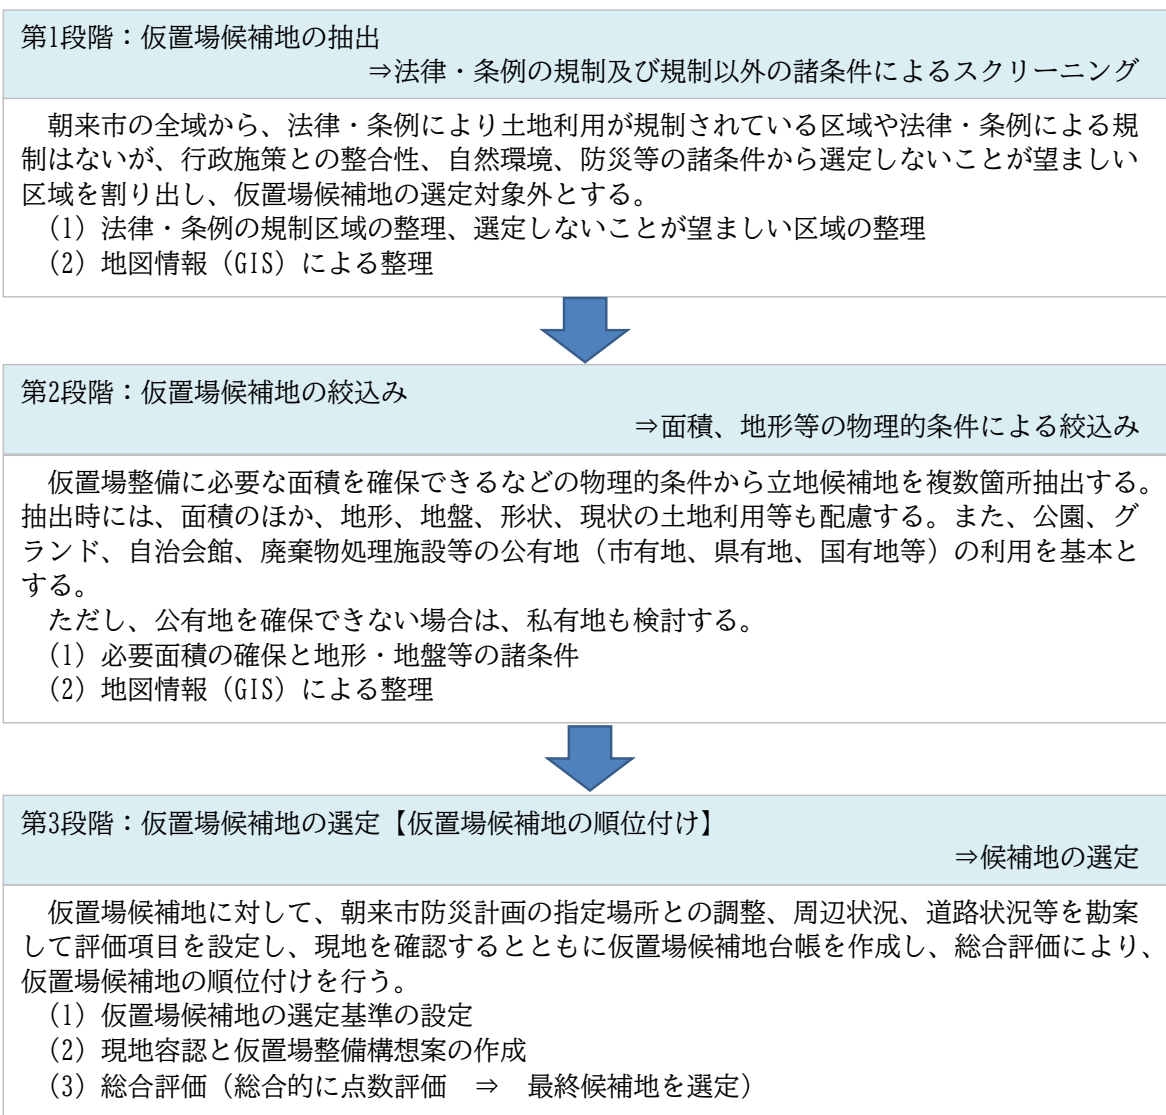 第1段階：仮置場候補地の抽出
⇒法律・条例の規制及び規制以外の諸条件によるスクリーニング
朝来市の全域から、法律・条例により土地利用が規制されている区域や法律・条例による規
制はないが、行政施策との整合性、自然環境、防災等の諸条件から選定しないことが望ましい
区域を割り出し、仮置場候補地の選定対象外とする。
（1）法律・条例の規制区域の整理、選定しないことが望ましい区域の整理
（2）地図情報（GIS）による整理
第2段階：仮置場候補地の絞込み
⇒面積、地形等の物理的条件による絞込み
仮置場整備に必要な面積を確保できるなどの物理的条件から立地候補地を複数箇所抽出する。
抽出時には、面積のほか、地形、地盤、形状、現状の土地利用等も配慮する。また、公園、グ
ランド、自治会館、廃棄物処理施設等の公有地（市有地、県有地、国有地等）の利用を基本と
する。
ただし、公有地を確保できない場合は、私有地も検討する。
（1）必要面積の確保と地形・地盤等の諸条件
（2）地図情報（GIS）による整理
第3段階：仮置場候補地の選定【仮置場候補地の順位付け】
⇒候補地の選定
仮置場候補地に対して、朝来市防災計画の指定場所との調整、周辺状況、道路状況等を勘案
して評価項目を設定し、現地を確認するとともに仮置場候補地台帳を作成し、総合評価により、
仮置場候補地の順位付けを行う。
（1）仮置場候補地の選定基準の設定
（2）現地容認と仮置場整備構想案の作成
（3）総合評価（総合的に点数評価　⇒　最終候補地を選定）